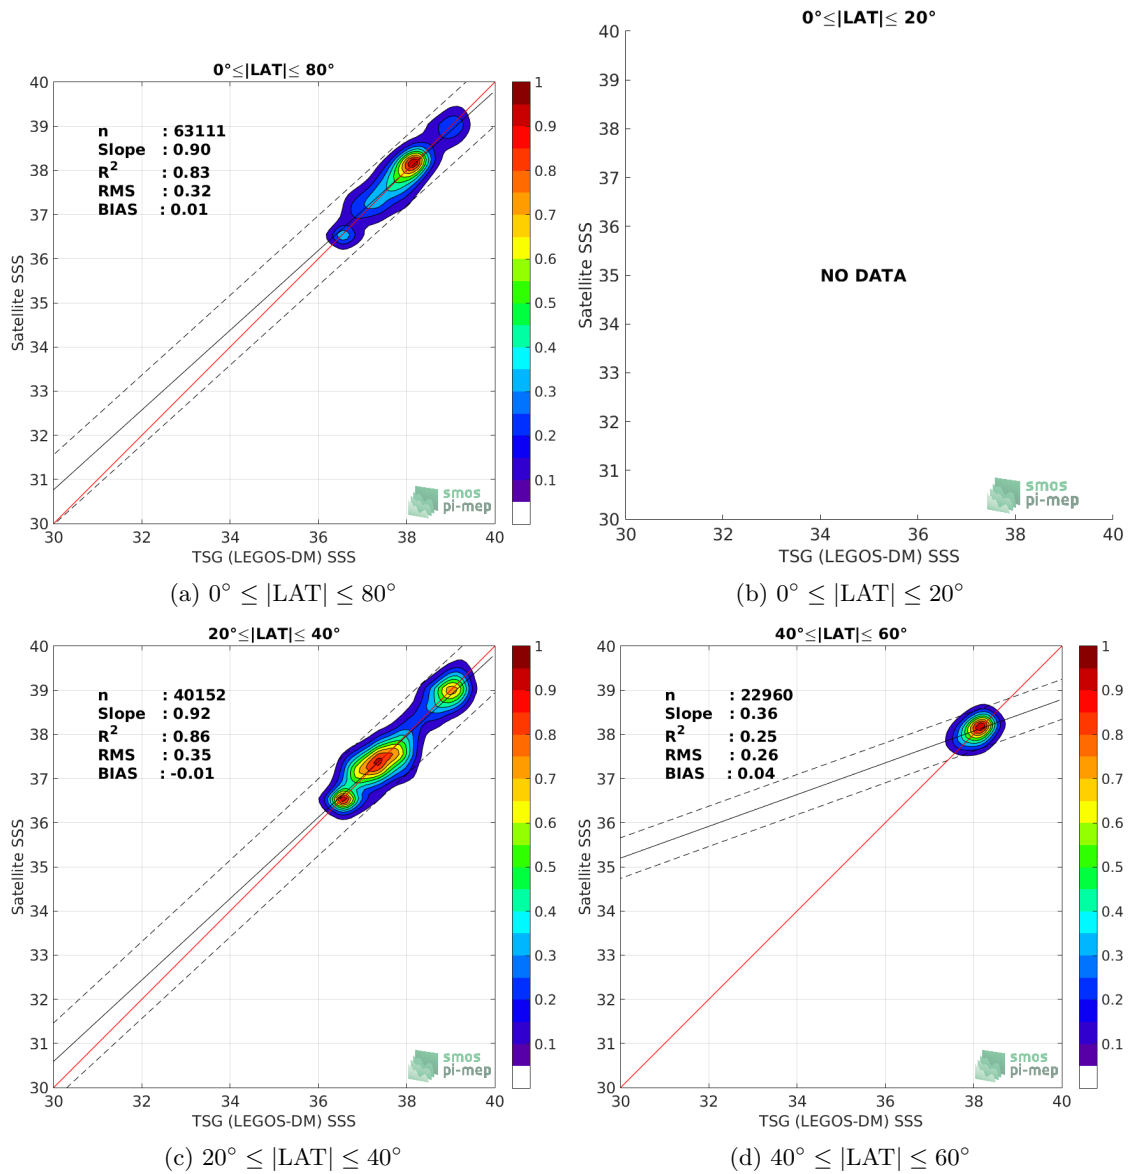 0°≤|LAT|≤ 80°
40
39
38
37
36
35
34
33
32
31
30
Satellite SSS
n : 63111
Slope : 0.90
R2 : 0.83
RMS : 0.32
BIAS : 0.01
smos
pi-mep
30 32 34 36 38 40
TSG (LEGOS-DM) SSS
1
0.9
0.8
0.7
0.6
0.5
0.4
0.3
0.2
0.1
(a) 0° ≤ |LAT| ≤ 80°
0°≤|LAT|≤ 20°
40
39
38
37
36
35
34
33
32
31
30
Satellite SSS
NO DATA
smos
pi-mep
30 32 34 36 38 40
TSG (LEGOS-DM) SSS
(b) 0° ≤ |LAT| ≤ 20°
20°≤|LAT|≤ 40°
40
39
38
37
36
35
34
33
32
31
30
Satellite SSS
n : 40152
Slope : 0.92
R2 : 0.86
RMS : 0.35
BIAS : -0.01
smos
pi-mep
30 32 34 36 38 40
TSG (LEGOS-DM) SSS
1
0.9
0.8
0.7
0.6
0.5
0.4
0.3
0.2
0.1
(c) 20° ≤ |LAT| ≤ 40°
40°≤|LAT|≤ 60°
40
39
38
37
36
35
34
33
32
31
30
Satellite SSS
n : 22960
Slope : 0.36
R2 : 0.25
RMS : 0.26
BIAS : 0.04
smos
pi-mep
30 32 34 36 38 40
TSG (LEGOS-DM) SSS
1
0.9
0.8
0.7
0.6
0.5
0.4
0.3
0.2
0.1
(d) 40° ≤ |LAT| ≤ 60°